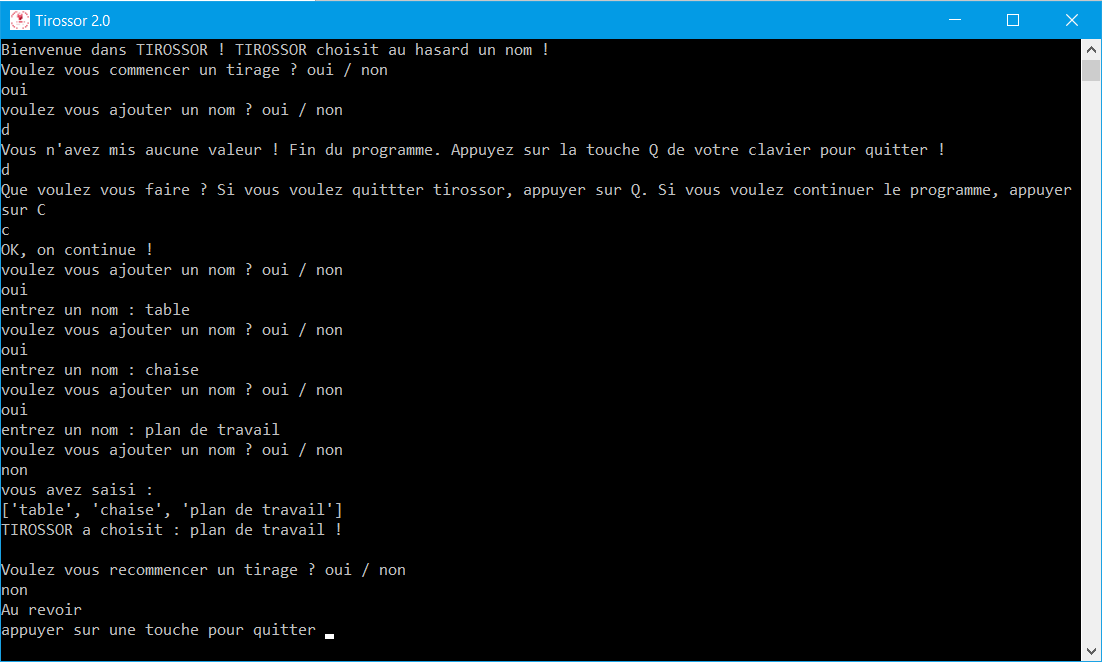 Tirossor 2.0
Bienvenue dans TIROSSOR ! TIROSSOR choisit au hasard un nom !
Voulez vous commencer un tirage ? oui / non
oui
voulez vous ajouter un nom ? oui / non
d
Vous n'avez mis aucune valeur ! Fin du programme. Appuyez sur la touche Q de votre clavier pour quitter !
d
Que voulez vous faire ? Si vous voulez quittter tirossor, appuyer sur Q. Si vous voulez continuer le programme, appuyer
sur C
c
OK, on continue !
voulez vous ajouter un nom ? oui / non
oui
entrez un nom : table
voulez vous ajouter un nom ? oui / non
oui
entrez un nom : chaise
voulez vous ajouter un nom ? oui / non
oui
entrez un nom : plan de travail
voulez vous ajouter un nom ? oui / non
non
vous avez saisi :
['table', 'chaise', 'plan de travail']
TIROSSOR a choisit : plan de travail !
Voulez vous recommencer un tirage ? oui / non
non
Au revoir
appuyer sur une touche pour quitter